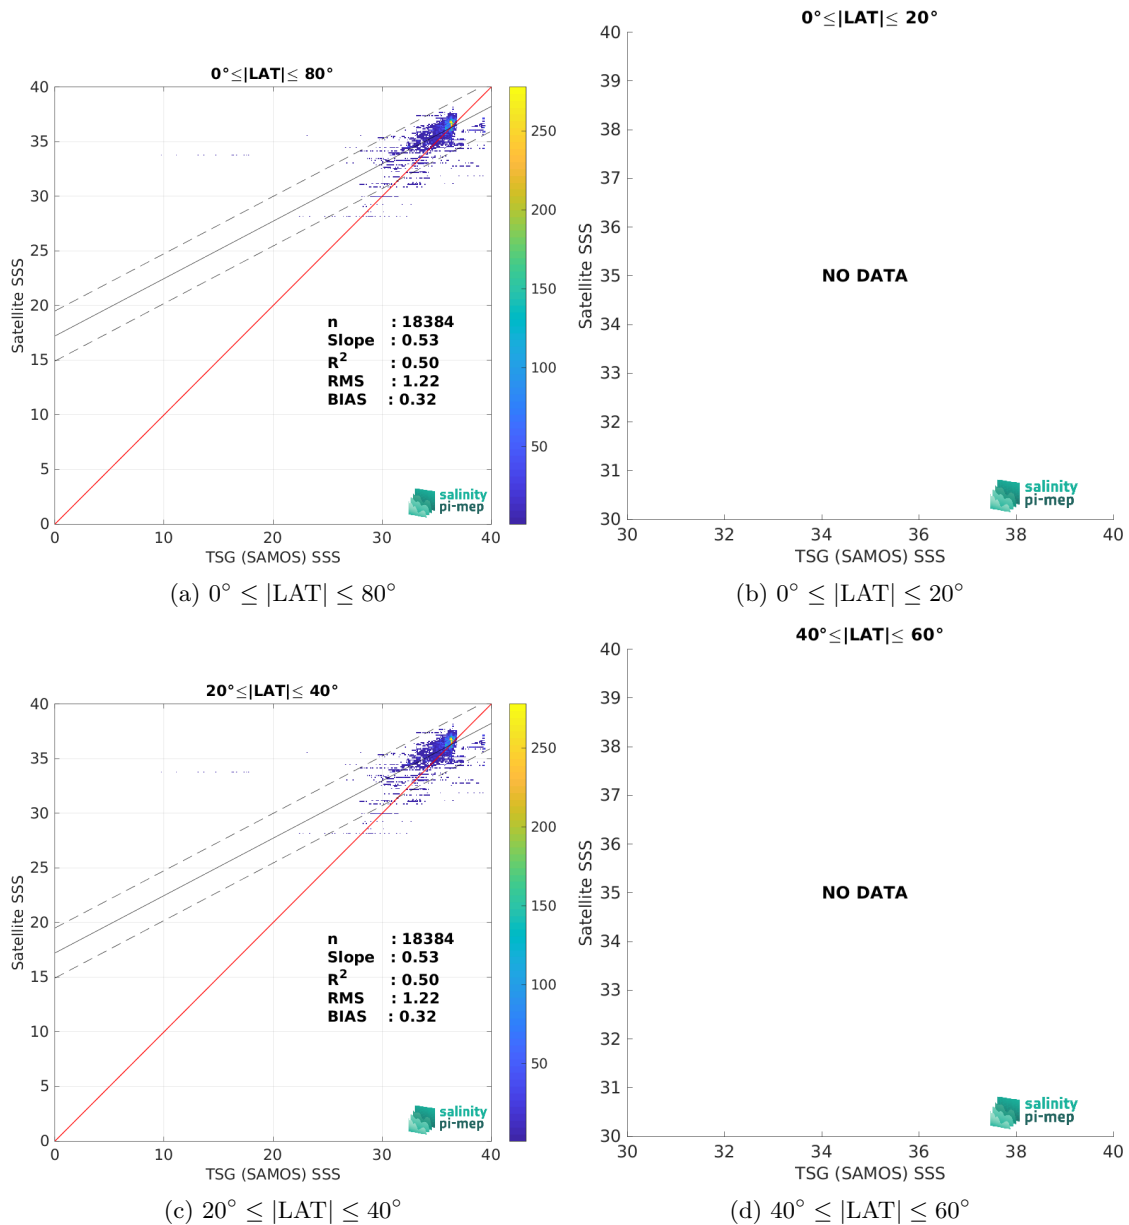 0°≤|LAT|≤ 80°
40
35
30
25
20
15
10
5
0
Satellite SSS
0
10
20
30
40
TSG (SAMOS) SSS
250
200
150
100
50
n : 18384
Slope : 0.53
R² : 0.50
RMS : 1.22
BIAS : 0.32
salinity
pi-mep
(a) 0° ≤ |LAT| ≤ 80°
0°≤|LAT|≤ 20°
40
39
38
37
36
35
34
33
32
31
30
Satellite SSS
NO DATA
salinity
pi-mep
30
32
34
36
38
40
TSG (SAMOS) SSS
(b) 0° ≤ |LAT| ≤ 20°
20°≤|LAT|≤ 40°
40
35
30
25
20
15
10
5
0
Satellite SSS
0
10
20
30
40
TSG (SAMOS) SSS
250
200
150
100
50
n : 18384
Slope : 0.53
R² : 0.50
RMS : 1.22
BIAS : 0.32
salinity
pi-mep
(c) 20° ≤ |LAT| ≤ 40°
40°≤|LAT|≤ 60°
40
39
38
37
36
35
34
33
32
31
30
Satellite SSS
NO DATA
salinity
pi-mep
30
32
34
36
38
40
TSG (SAMOS) SSS
(d) 40° ≤ |LAT| ≤ 60°